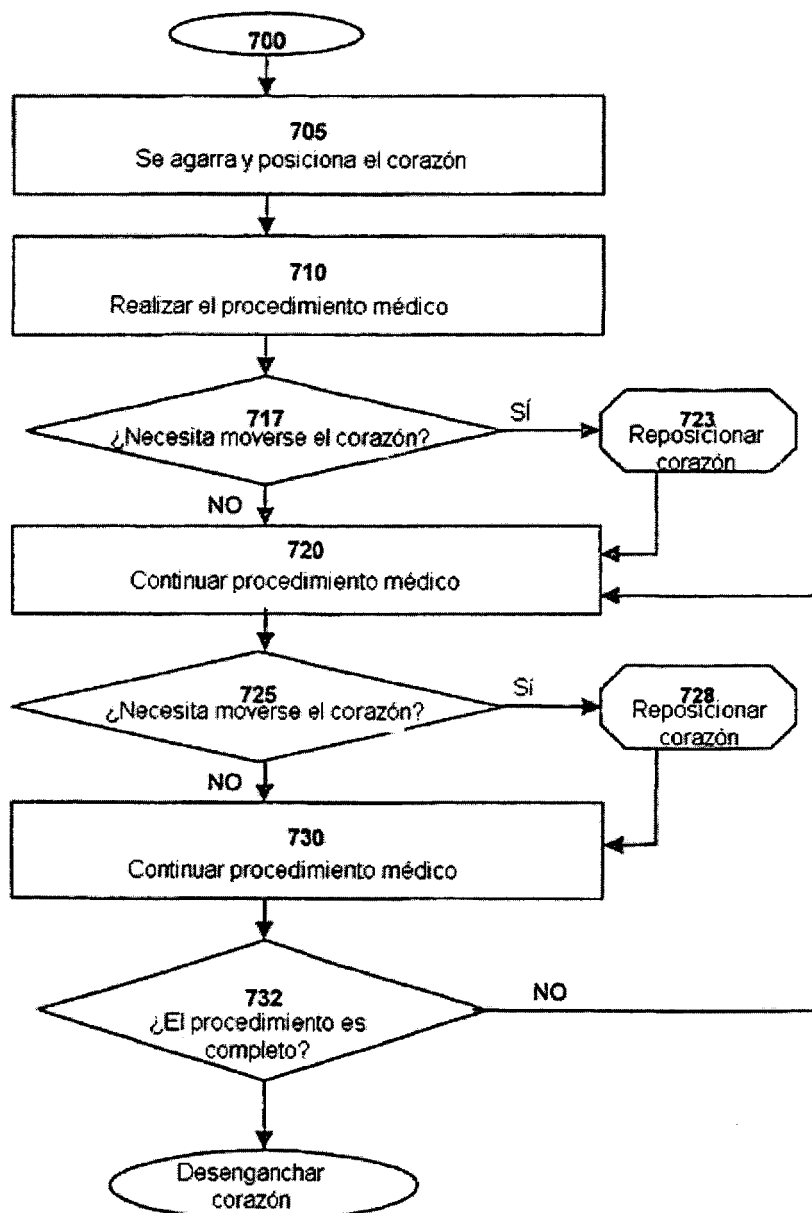 700
705
Se agarra y posiciona el corazón
710
Realizar el procedimiento médico
717
¿Necesita moverse el corazón?
SÍ
723
Reposicionar
corazón
NO
720
Continuar procedimiento médico
725
¿Necesita moverse el corazón?
Sí
728
Reposicionar
corazón
NO
730
Continuar procedimiento médico
732
¿El procedimiento es
completo?
NO
Desenganchar
corazón